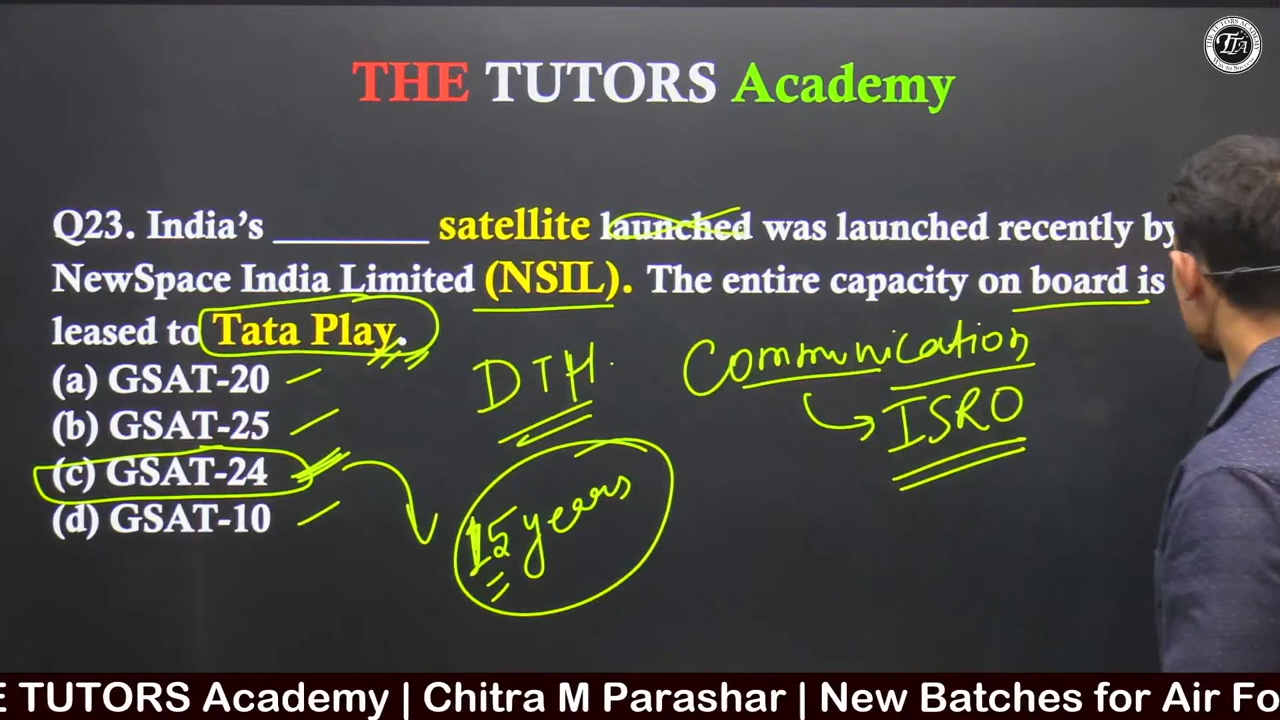 THE TUTORS Academy
Q23. India's ________ satellite launched was launched recently by
NewSpace India Limited (NSIL). The entire capacity on board is
leased to Tata Play.
(a) GSAT-20
(b) GSAT-25
(c) GSAT-24
(d) GSAT-10
DTH
Communication
ISRO
15 years
E TUTORS Academy | Chitra M Parashar | New Batches for Air Fo